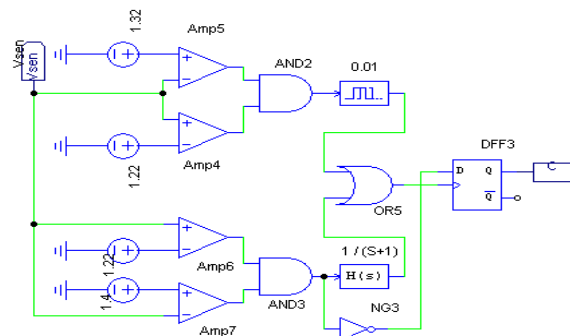 1.32
Amp5
Vsen
Vsen
AND2
0.01
1.22
Amp4
DFF3
D
Q
Q
C
OR5
1 / (S+1)
H(s)
1.22
Amp6
AND3
NG3
1.4
Amp7